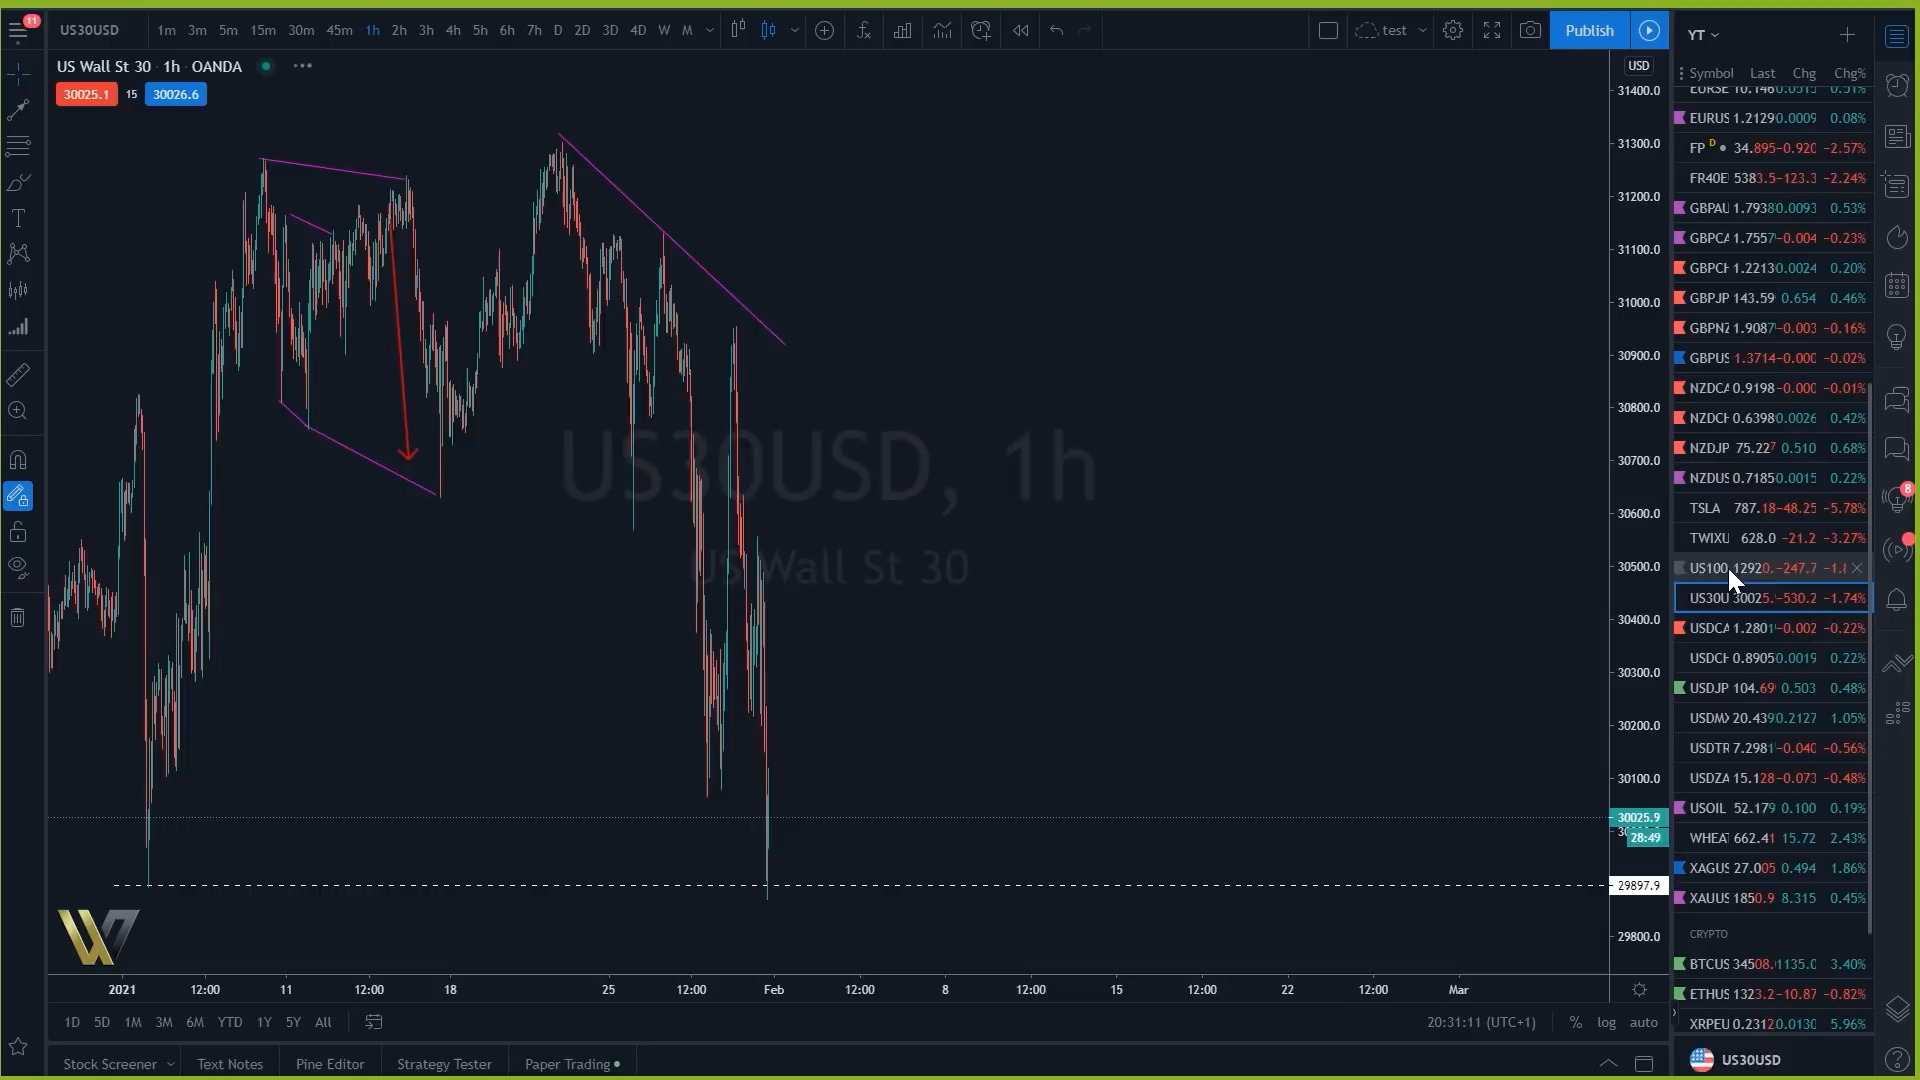 11
US30USD 1m 3m 5m 15m 30m 45m 1h 2h 3h 4h 5h 6h 7h D 2D 3D 4D W M
test
Publish
YT
US Wall St 30 · 1h · OANDA
30025.1 15 30026.6
USD
31400.0
31300.0
31200.0
31100.0
31000.0
30900.0
30800.0
30700.0
30600.0
30500.0
30400.0
30300.0
30200.0
30100.0
30025.9
28:49
29897.9
29800.0
US30USD, 1h
US Wall St 30
2021 12:00 11 12:00 18 25 12:00 Feb 12:00 8 12:00 15 12:00 22 12:00 Mar
1D 5D 1M 3M 6M YTD 1Y 5Y All
20:31:11 (UTC+1) % log auto
Stock Screener Text Notes Pine Editor Strategy Tester Paper Trading
Symbol Last Chg Chg%
EURSE 10.146 0.0515 0.51%
EURUS 1.2129 0.0009 0.08%
FP D 34.895 -0.920 -2.57%
FR40E 5383.5 -123.3 -2.24%
GBPAU 1.7938 0.0093 0.53%
GBPCA 1.7557 -0.004 -0.23%
GBPCH 1.2213 0.0024 0.20%
GBPJP 143.59 0.654 0.46%
GBPNZ 1.9087 -0.003 -0.16%
GBPUS 1.3714 -0.000 -0.02%
NZDCA 0.9198 -0.000 -0.01%
NZDCH 0.6398 0.0026 0.42%
NZDJP 75.227 0.510 0.68%
NZDUS 0.7185 0.0015 0.22%
TSLA 787.18 -48.25 -5.78%
TWIXU 628.0 -21.2 -3.27%
US100 12920. -247.7 -1.8
US30U 30025. -530.2 -1.74%
USDCA 1.2801 -0.002 -0.22%
USDCH 0.8905 0.0019 0.22%
USDJP 104.69 0.503 0.48%
USDMX 20.439 0.2127 1.05%
USDTR 7.2981 -0.040 -0.56%
USDZA 15.128 -0.073 -0.48%
USOIL 52.179 0.100 0.19%
WHEAT 662.41 15.72 2.43%
XAGUS 27.005 0.494 1.86%
XAUUS 1850.9 8.315 0.45%
CRYPTO
BTCUS 34508. 1135.0 3.40%
ETHUS 1323.2 -10.87 -0.82%
XRPEU 0.2312 0.0130 5.96%
US30USD
8